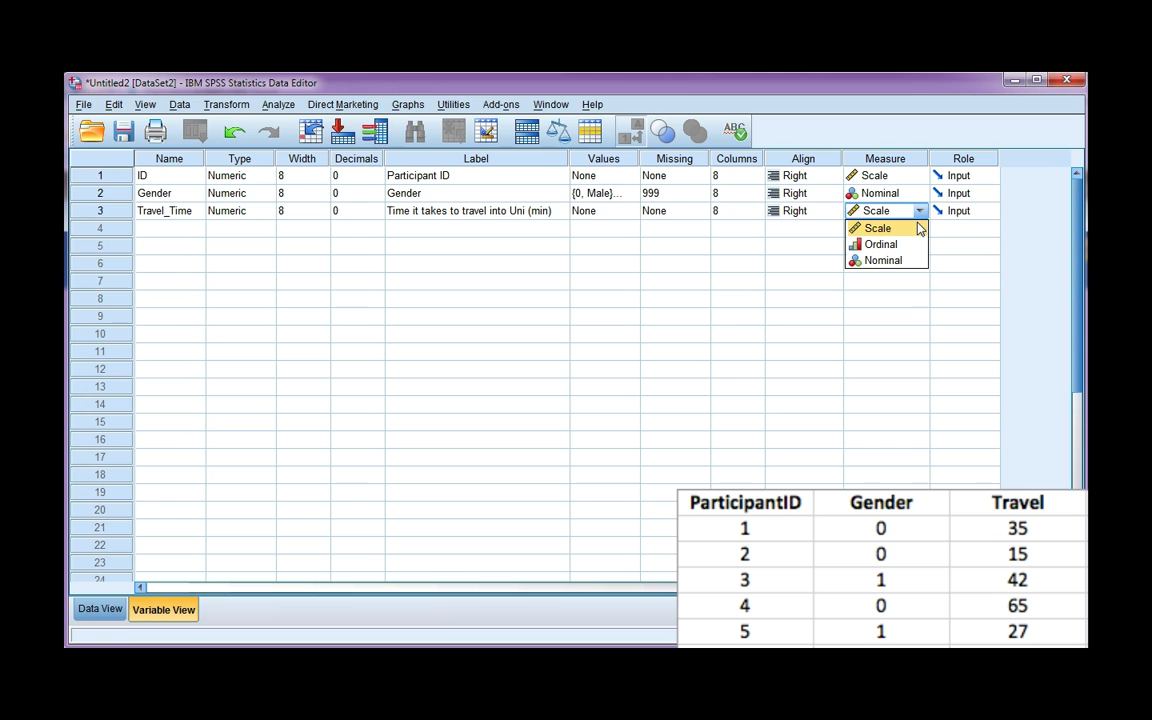 *Untitled2 [DataSet2] - IBM SPSS Statistics Data Editor
File Edit View Data Transform Analyze Direct Marketing Graphs Utilities Add-ons Window Help
Name Type Width Decimals Label Values Missing Columns Align Measure Role
1 ID Numeric 8 0 Participant ID None None 8 Right Scale Input
2 Gender Numeric 8 0 Gender {0, Male}... 999 8 Right Nominal Input
3 Travel_Time Numeric 8 0 Time it takes to travel into Uni (min) None None 8 Right Scale Input
4 Scale
5 Ordinal
6 Nominal
7
8
9
10
11
12
13
14
15
16
17
18
19
20
21
22
23
24
ParticipantID Gender Travel
1 0 35
2 0 15
3 1 42
4 0 65
5 1 27
Data View Variable View